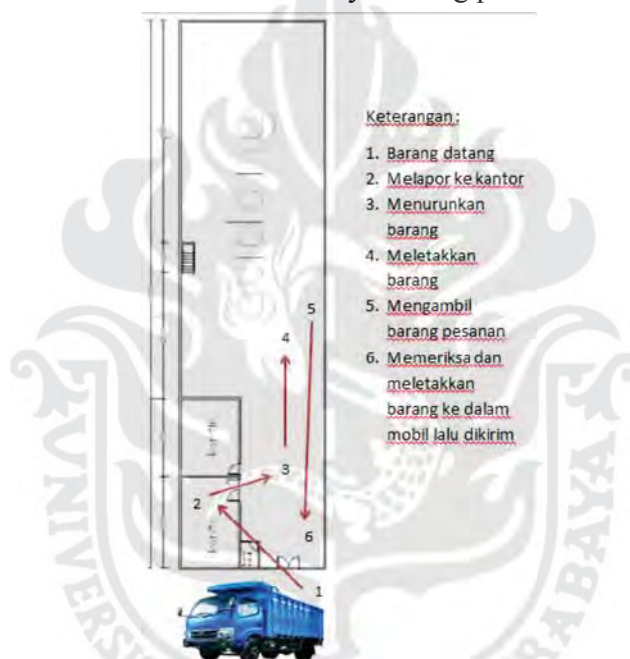 5
4
3
2
6
1
Keterangan :
1. Barang datang
2. Melapor ke kantor
3. Menurunkan
barang
4. Meletakkan
barang
5. Mengambil
barang pesanan
6. Memeriksa dan
meletakkan
barang ke dalam
mobil lalu dikirim